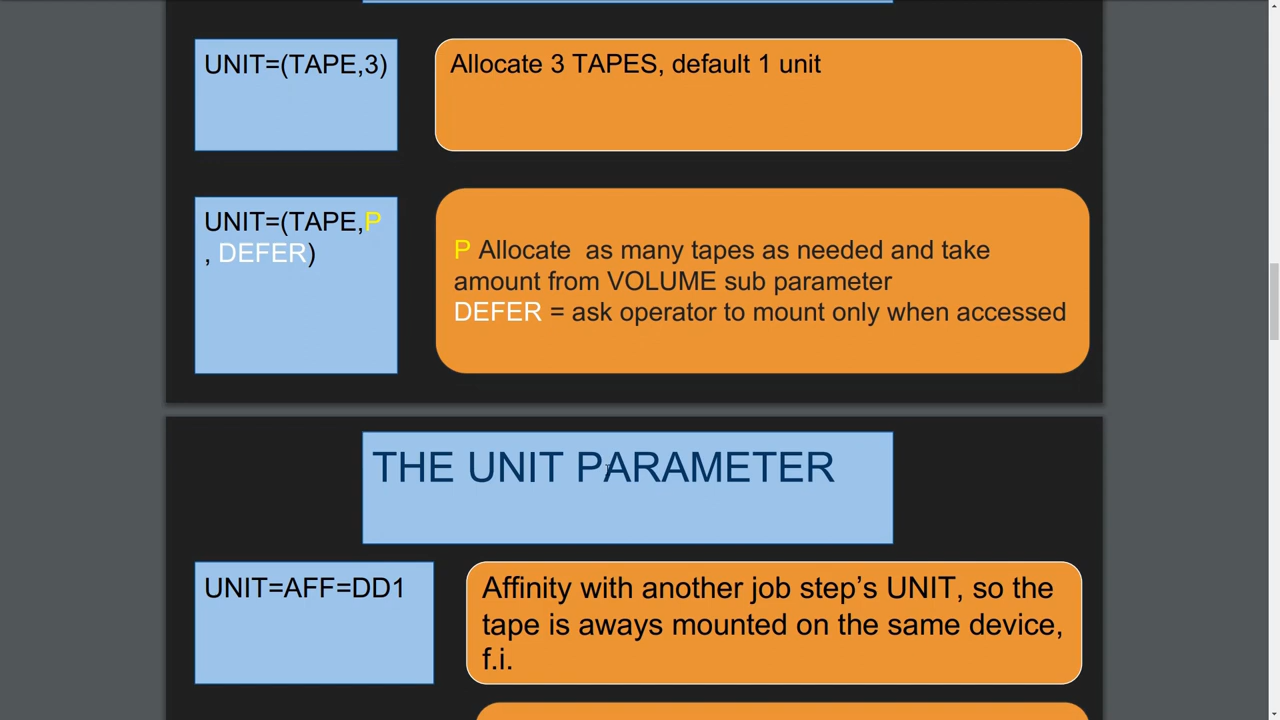 UNIT=(TAPE,3)
Allocate 3 TAPES, default 1 unit
UNIT=(TAPE,P
, DEFER)
P Allocate  as many tapes as needed and take
amount from VOLUME sub parameter
DEFER = ask operator to mount only when accessed
THE UNIT PARAMETER
UNIT=AFF=DD1
Affinity with another job step’s UNIT, so the
tape is aways mounted on the same device,
f.i.